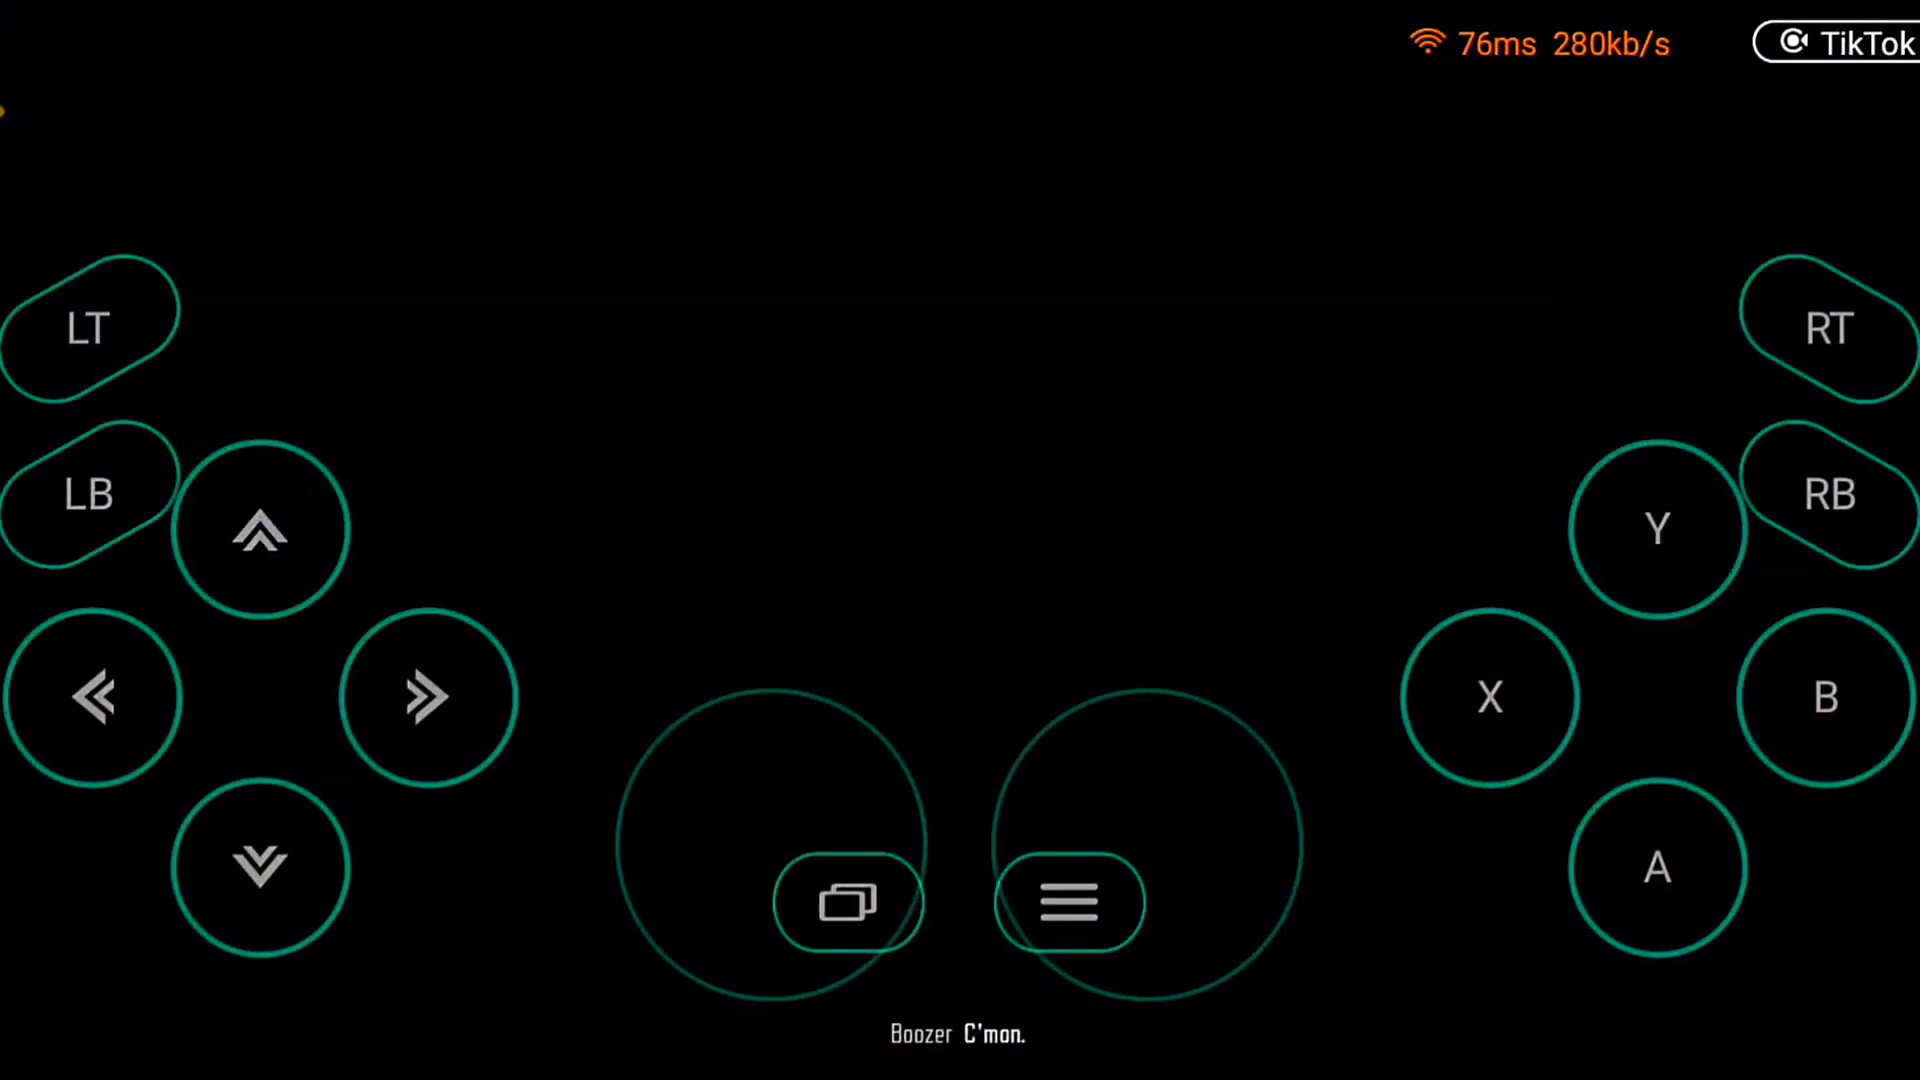 76ms 280kb/s
TikTok
LT
RT
LB
RB
Y
X
B
A
Boozer C'mon.